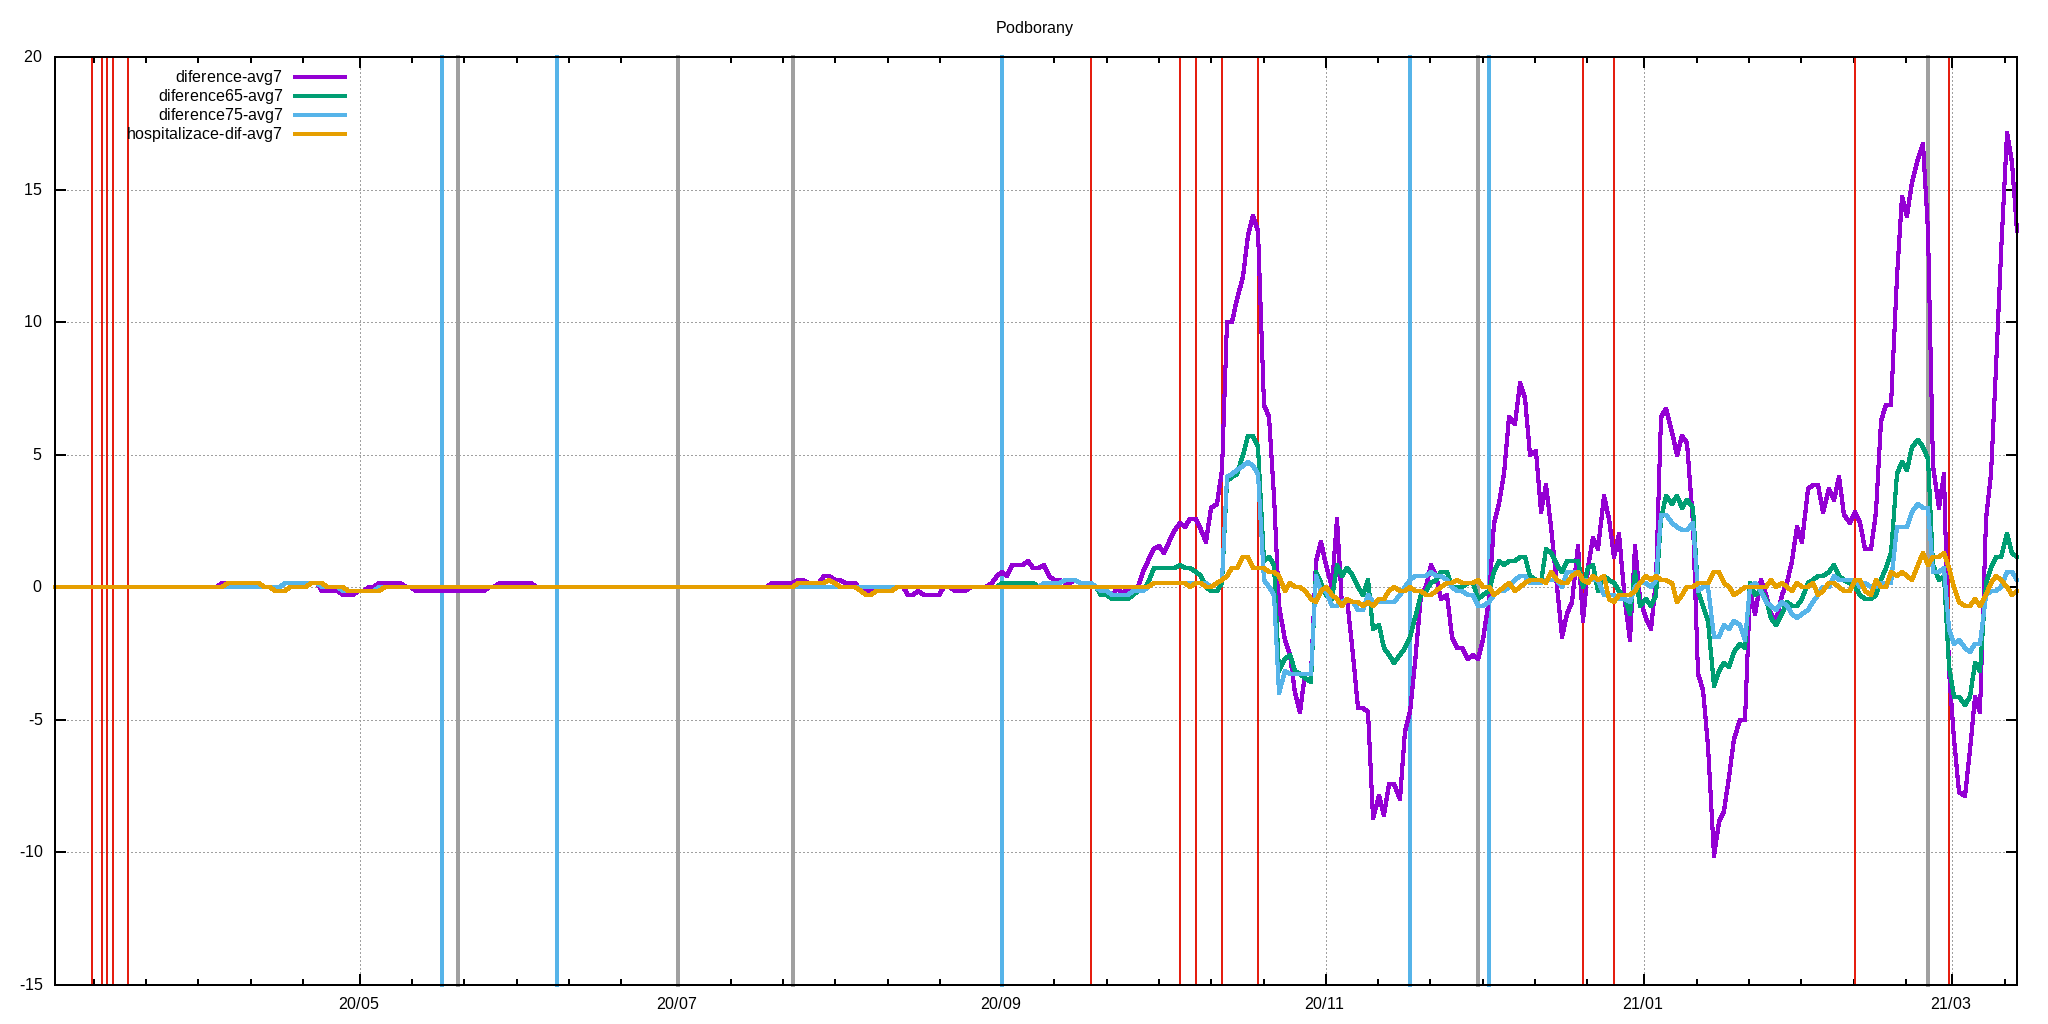 Podborany
20
diference-avg7
diference65-avg7
diference75-avg7
hospitalizace-dif-avg7
15
10
5
0
-5
-10
-15
20/05
20/07
20/09
20/11
21/01
21/03